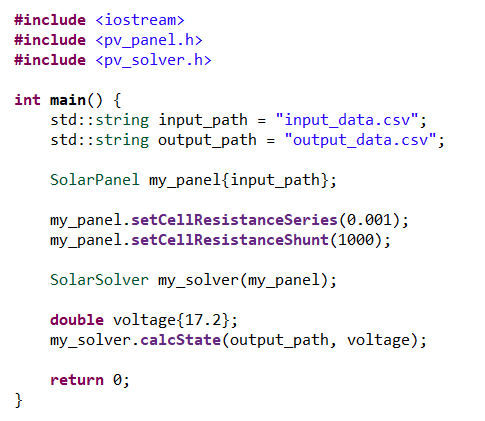 #include <iostream>
#include <pv_panel.h>
#include <pv_solver.h>

int main() {
    std::string input_path = "input_data.csv";
    std::string output_path = "output_data.csv";

    SolarPanel my_panel{input_path};

    my_panel.setCellResistanceSeries(0.001);
    my_panel.setCellResistanceShunt(1000);

    SolarSolver my_solver(my_panel);

    double voltage{17.2};
    my_solver.calcState(output_path, voltage);

    return 0;
}